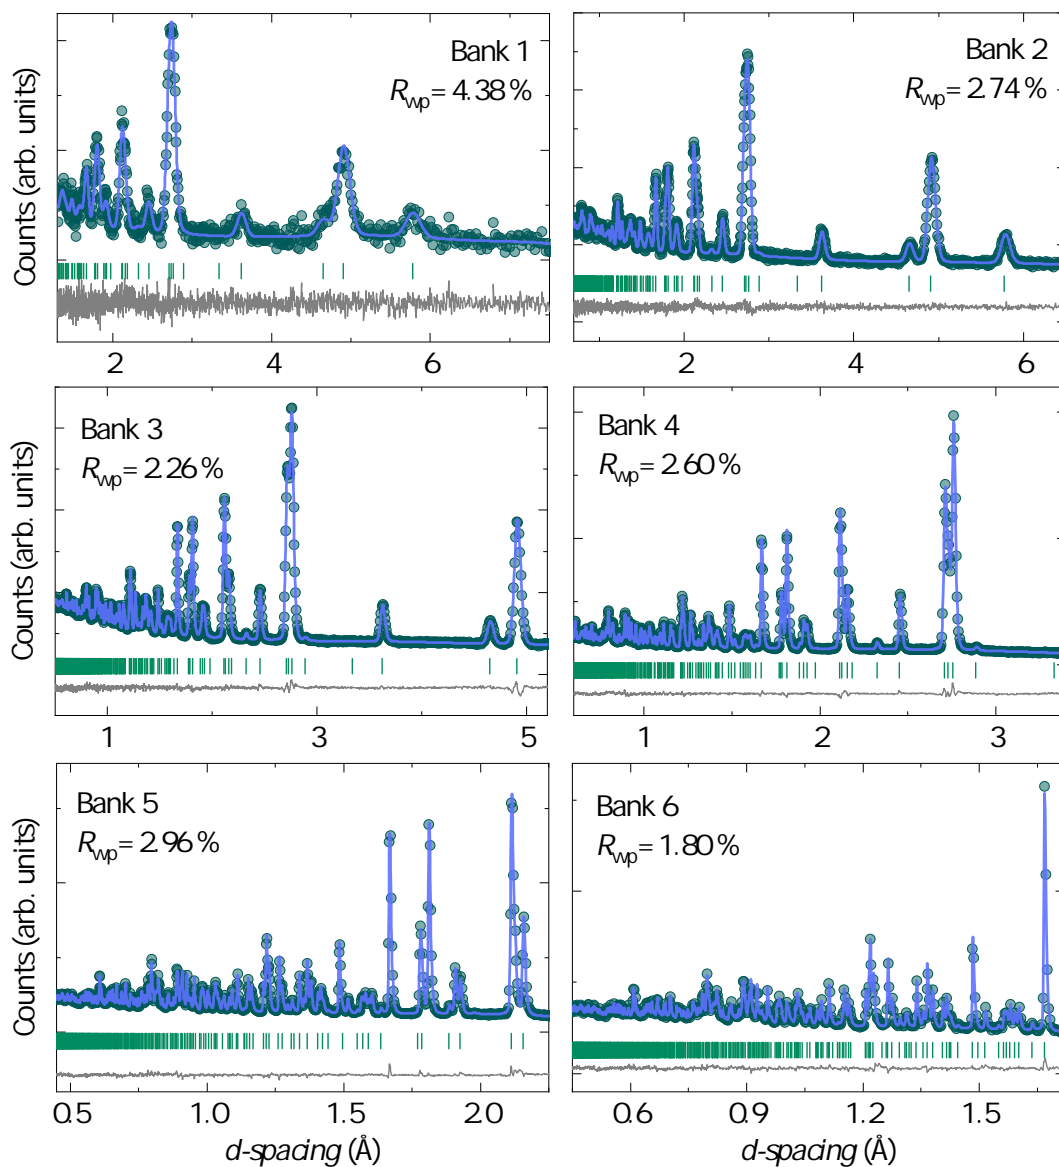 Bank 1
Rwp = 4.38 %
Counts (arb. units)
2 4 6
Bank 2
Rwp = 2.74 %
2 4 6
Bank 3
Rwp = 2.26 %
Counts (arb. units)
1 3 5
Bank 4
Rwp = 2.60 %
1 2 3
Bank 5
Rwp = 2.96 %
Counts (arb. units)
0.5 1.0 1.5 2.0
d-spacing (Å)
Bank 6
Rwp = 1.80 %
0.6 0.9 1.2 1.5
d-spacing (Å)